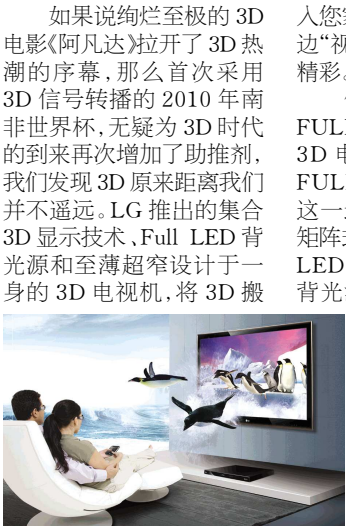 如果说绚烂至极的 3D
电影《阿凡达》拉开了 3D 热
潮的序幕,那么首次采用
3D 信号转播的 2010 年南
非世界杯,无疑为 3D 时代
的到来再次增加了助推剂,
我们发现 3D 原来距离我们
并不遥远。LG 推出的集合
3D 显示技术、Full LED 背
光源和至薄超窄设计于一
身的 3D 电视机,将 3D 搬
入您
边“视
精彩。
FULL
3D 电
FULL
这一
矩阵式
LED
背光